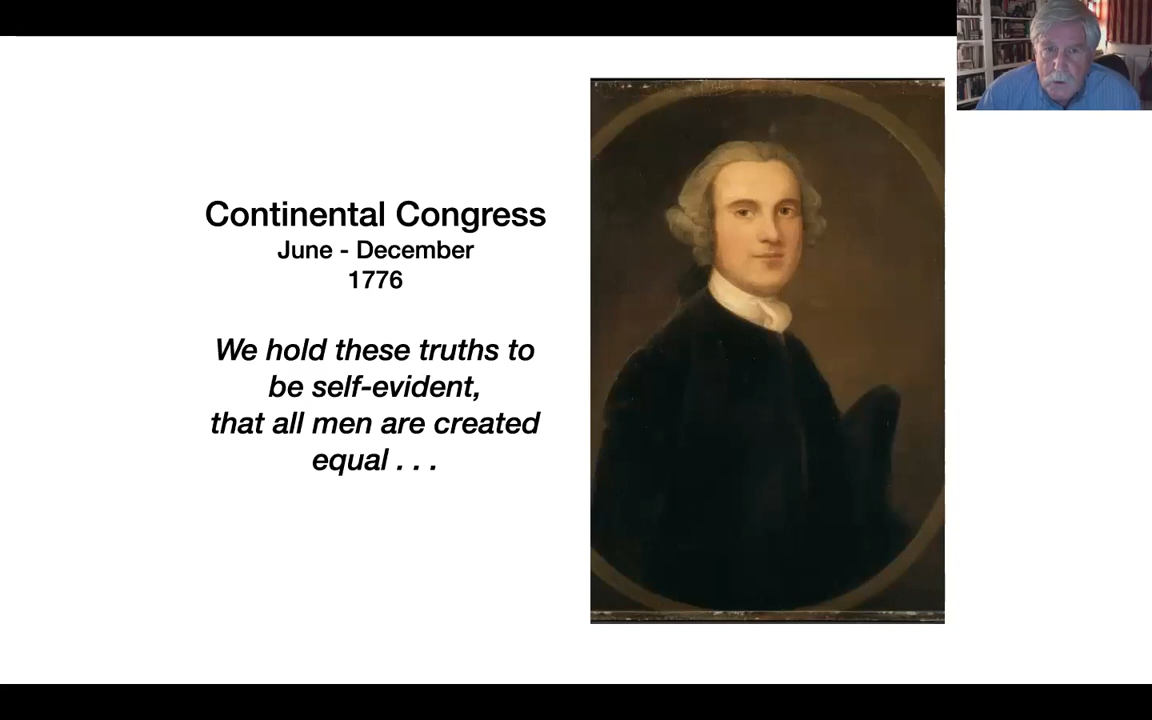 Continental Congress
June - December
1776
We hold these truths to
be self-evident,
that all men are created
equal . . .